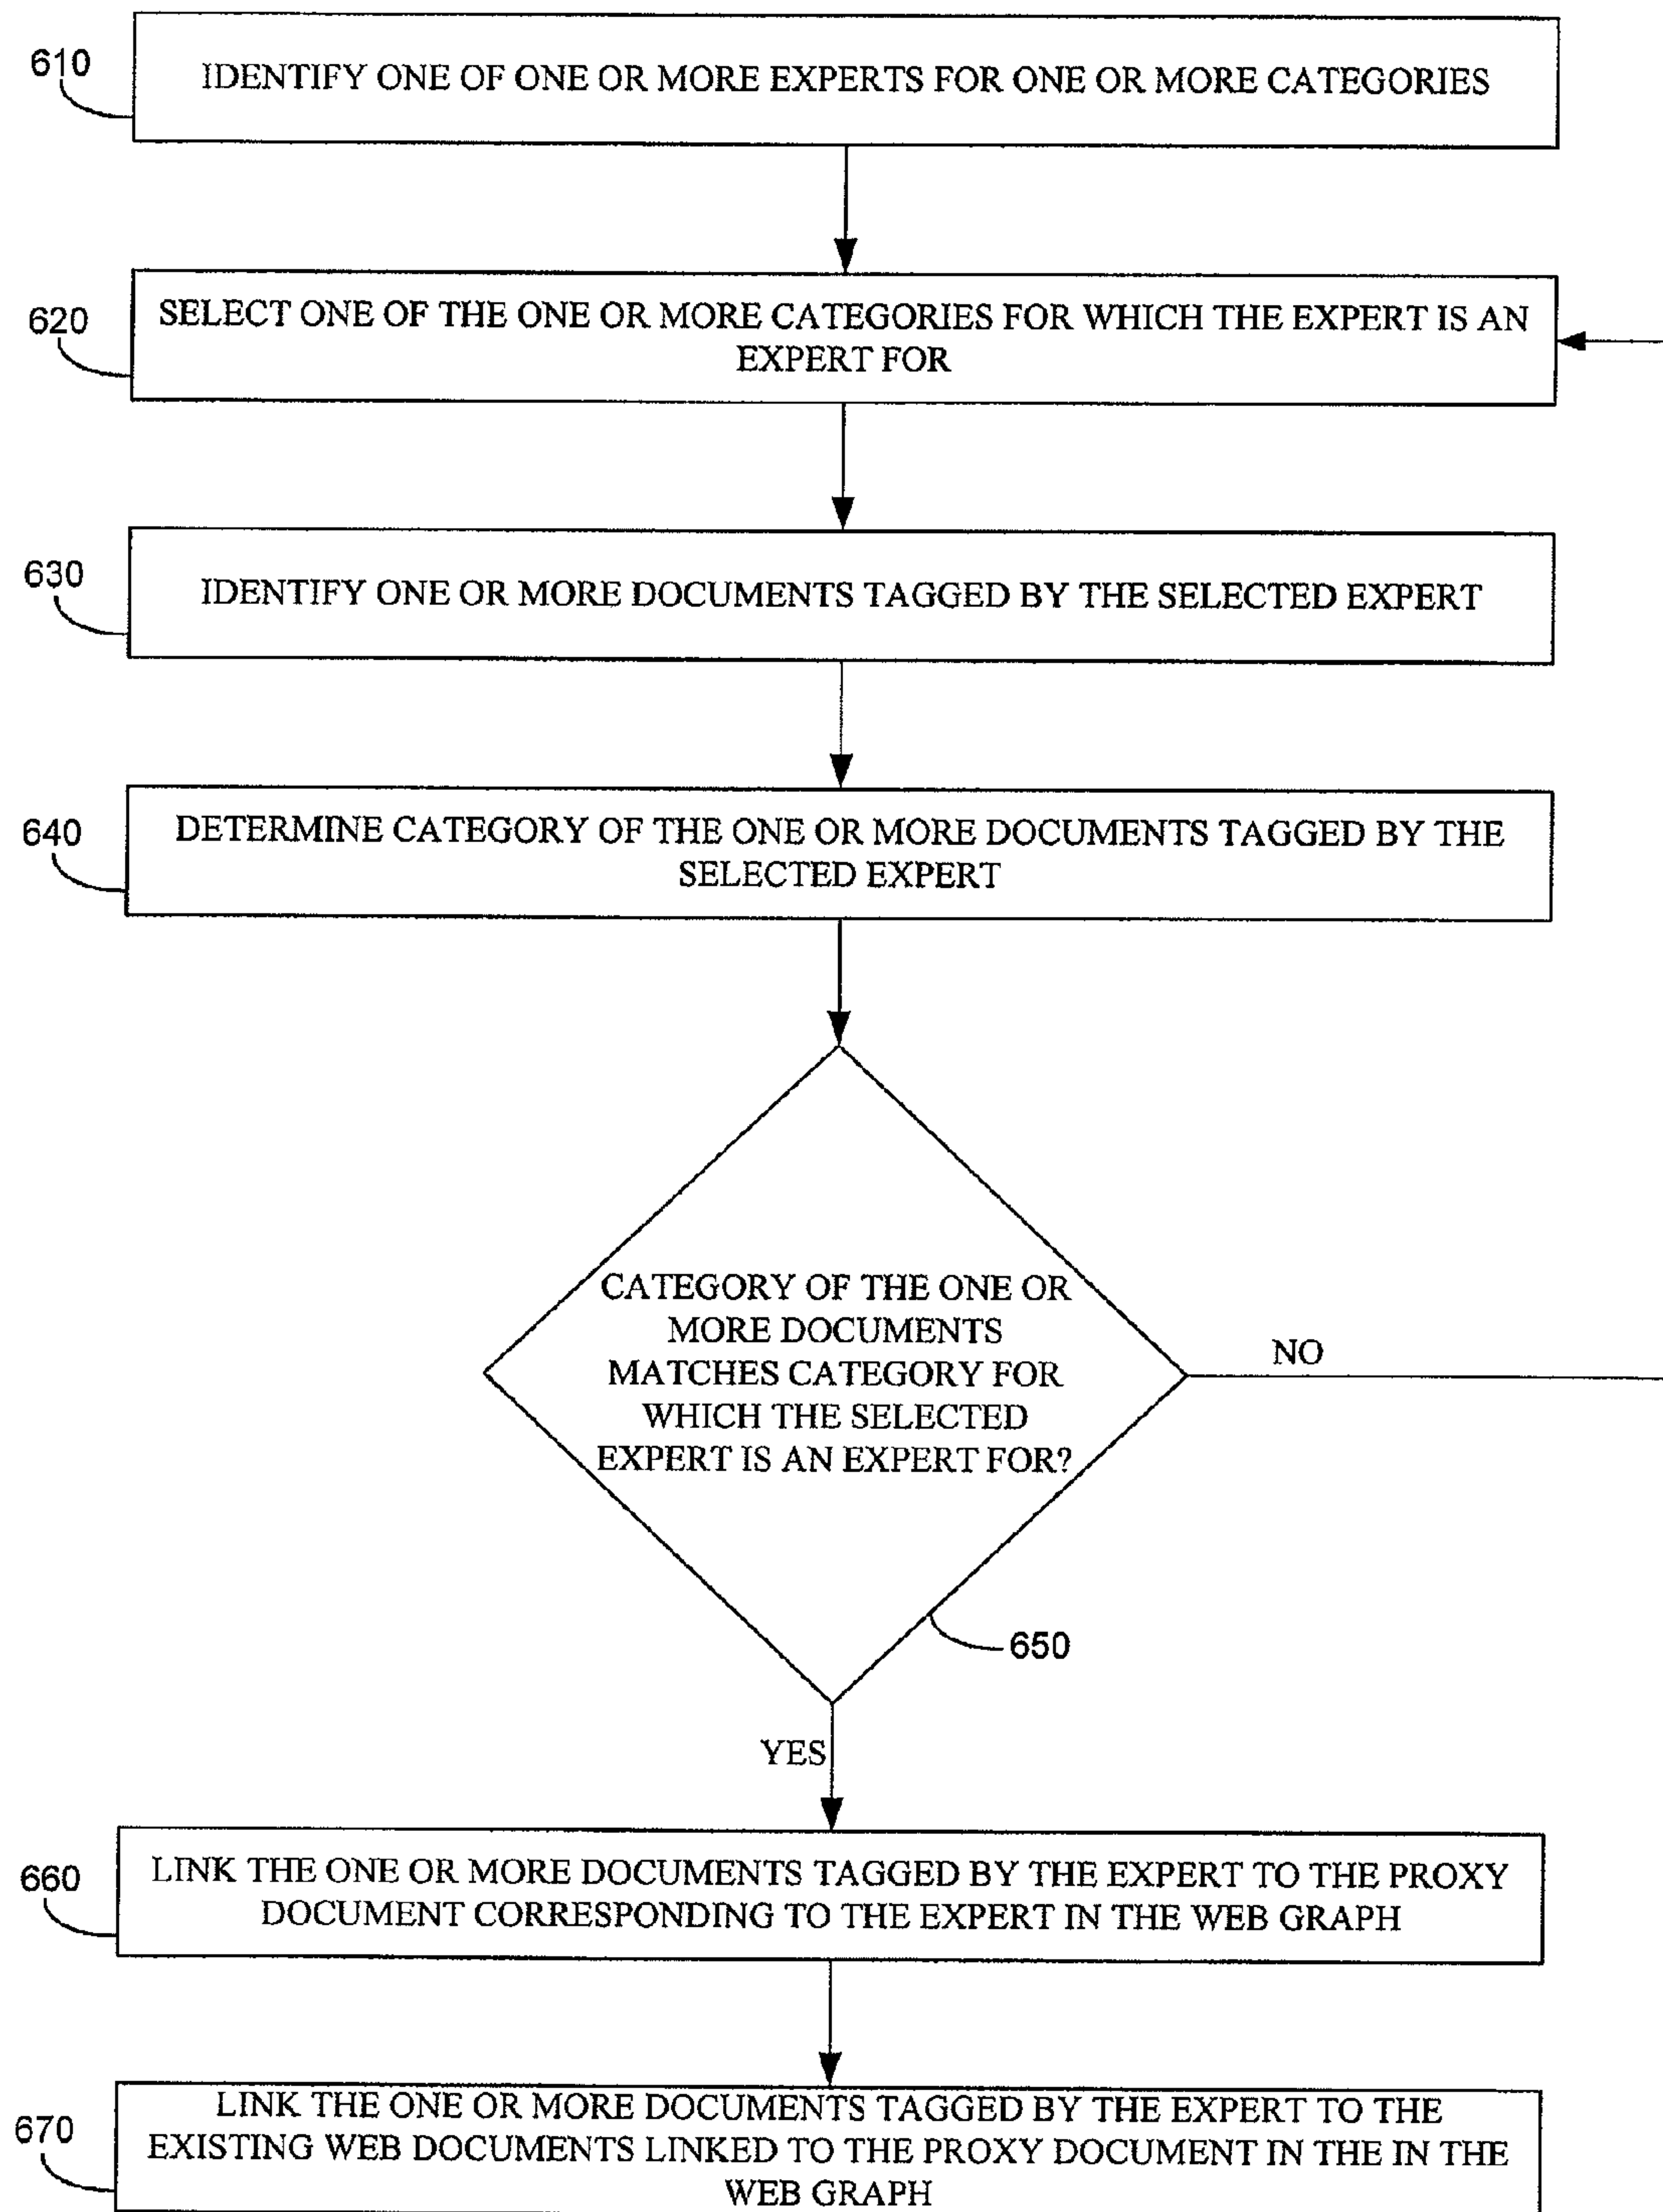 610
IDENTIFY ONE OF ONE OR MORE EXPERTS FOR ONE OR MORE CATEGORIES
620
SELECT ONE OF THE ONE OR MORE CATEGORIES FOR WHICH THE EXPERT IS AN
EXPERT FOR
630
IDENTIFY ONE OR MORE DOCUMENTS TAGGED BY THE SELECTED EXPERT
640
DETERMINE CATEGORY OF THE ONE OR MORE DOCUMENTS TAGGED BY THE
SELECTED EXPERT
CATEGORY OF THE ONE OR
MORE DOCUMENTS
MATCHES CATEGORY FOR
WHICH THE SELECTED
EXPERT IS AN EXPERT FOR?
NO
650
YES
660
LINK THE ONE OR MORE DOCUMENTS TAGGED BY THE EXPERT TO THE PROXY
DOCUMENT CORRESPONDING TO THE EXPERT IN THE WEB GRAPH
670
LINK THE ONE OR MORE DOCUMENTS TAGGED BY THE EXPERT TO THE
EXISTING WEB DOCUMENTS LINKED TO THE PROXY DOCUMENT IN THE IN THE
WEB GRAPH